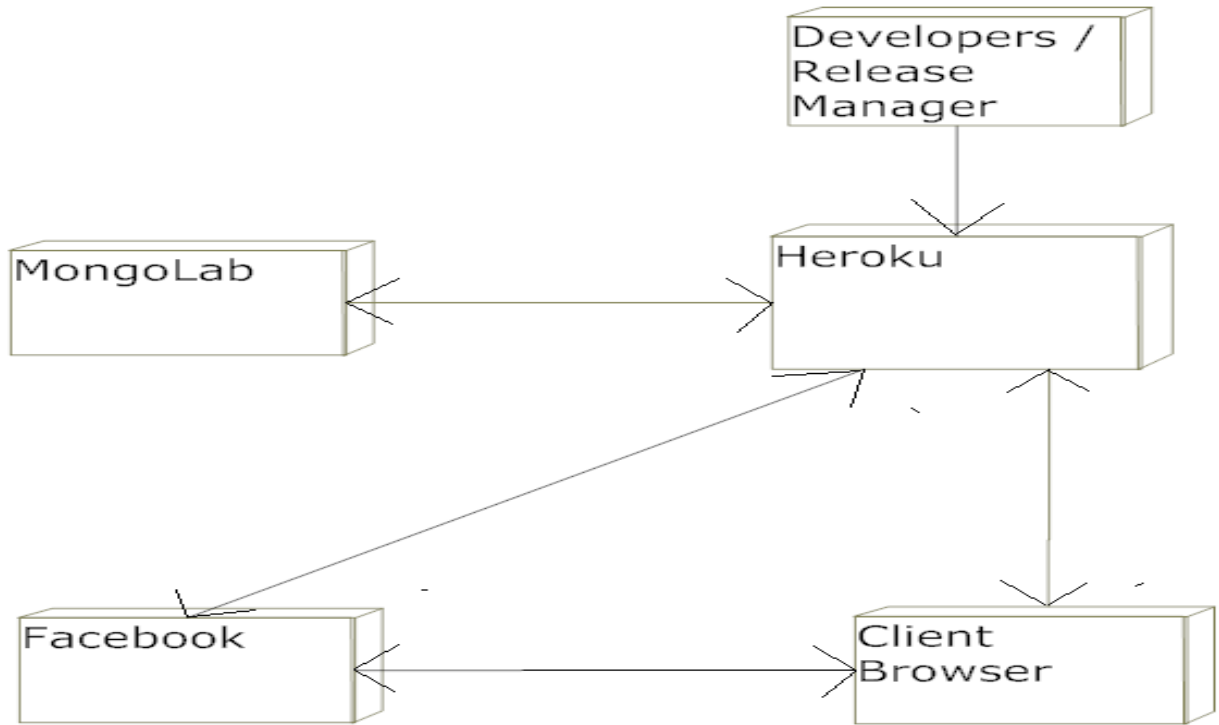 Developers /
Release
Manager
MongoLab
Heroku
Facebook
Client
Browser